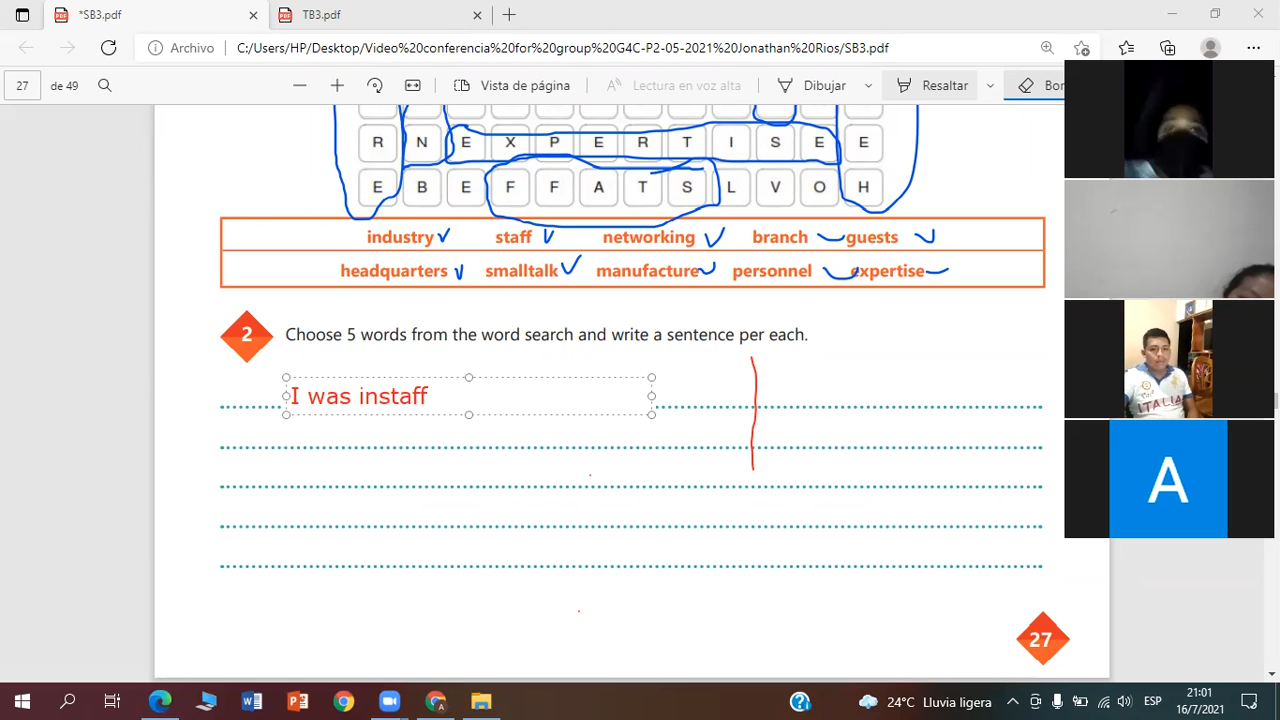 *SB3.pdf
TB3.pdf
Archivo
C:/Users/HP/Desktop/Video%20conferencia%20for%20group%20G4C-P2-05-2021%20Jonathan%20Rios/SB3.pdf
27 de 49
Vista de página
Lectura en voz alta
Dibujar
Resaltar
Bor
R N E X P E R T I S E E
E B E F F A T S L V O H
industry staff networking branch guests
headquarters smalltalk manufacture personnel expertise
2 Choose 5 words from the word search and write a sentence per each.
I was instaff
27
ITALIA
A
24°C Lluvia ligera
ESP
21:01
16/7/2021